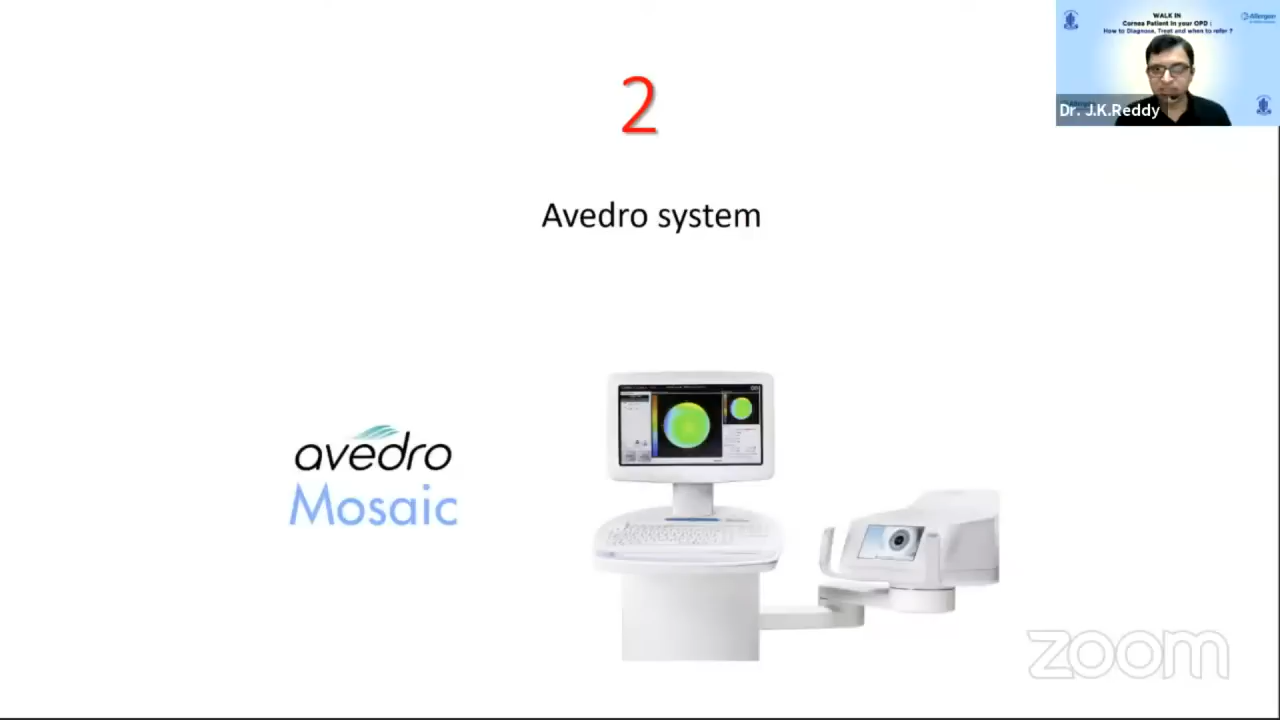 2
Avedro system
avedro
Mosaic
WALK IN
Cornea Patient in your OPD :
How to Diagnose, Treat and when to refer ?
Allergan
Dr. J.K.Reddy
zoom